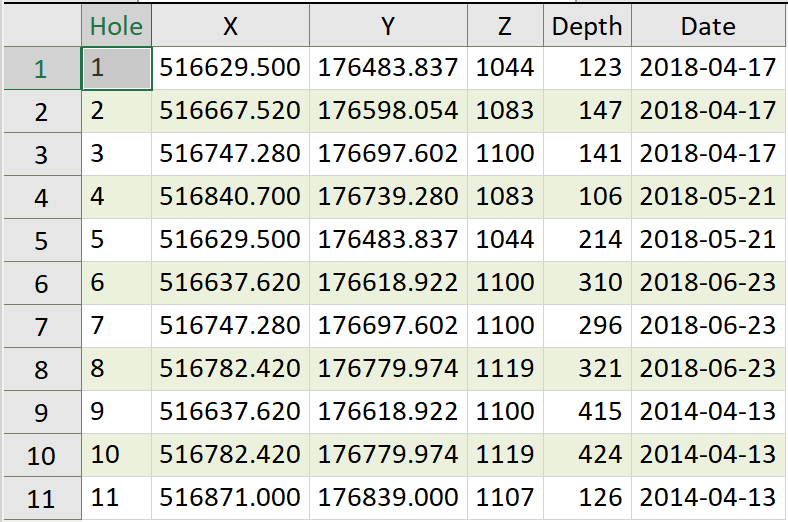 Hole X Y Z Depth Date
1 1 516629.500 176483.837 1044 123 2018-04-17
2 2 516667.520 176598.054 1083 147 2018-04-17
3 3 516747.280 176697.602 1100 141 2018-04-17
4 4 516840.700 176739.280 1083 106 2018-05-21
5 5 516629.500 176483.837 1044 214 2018-05-21
6 6 516637.620 176618.922 1100 310 2018-06-23
7 7 516747.280 176697.602 1100 296 2018-06-23
8 8 516782.420 176779.974 1119 321 2018-06-23
9 9 516637.620 176618.922 1100 415 2014-04-13
10 10 516782.420 176779.974 1119 424 2014-04-13
11 11 516871.000 176839.000 1107 126 2014-04-13